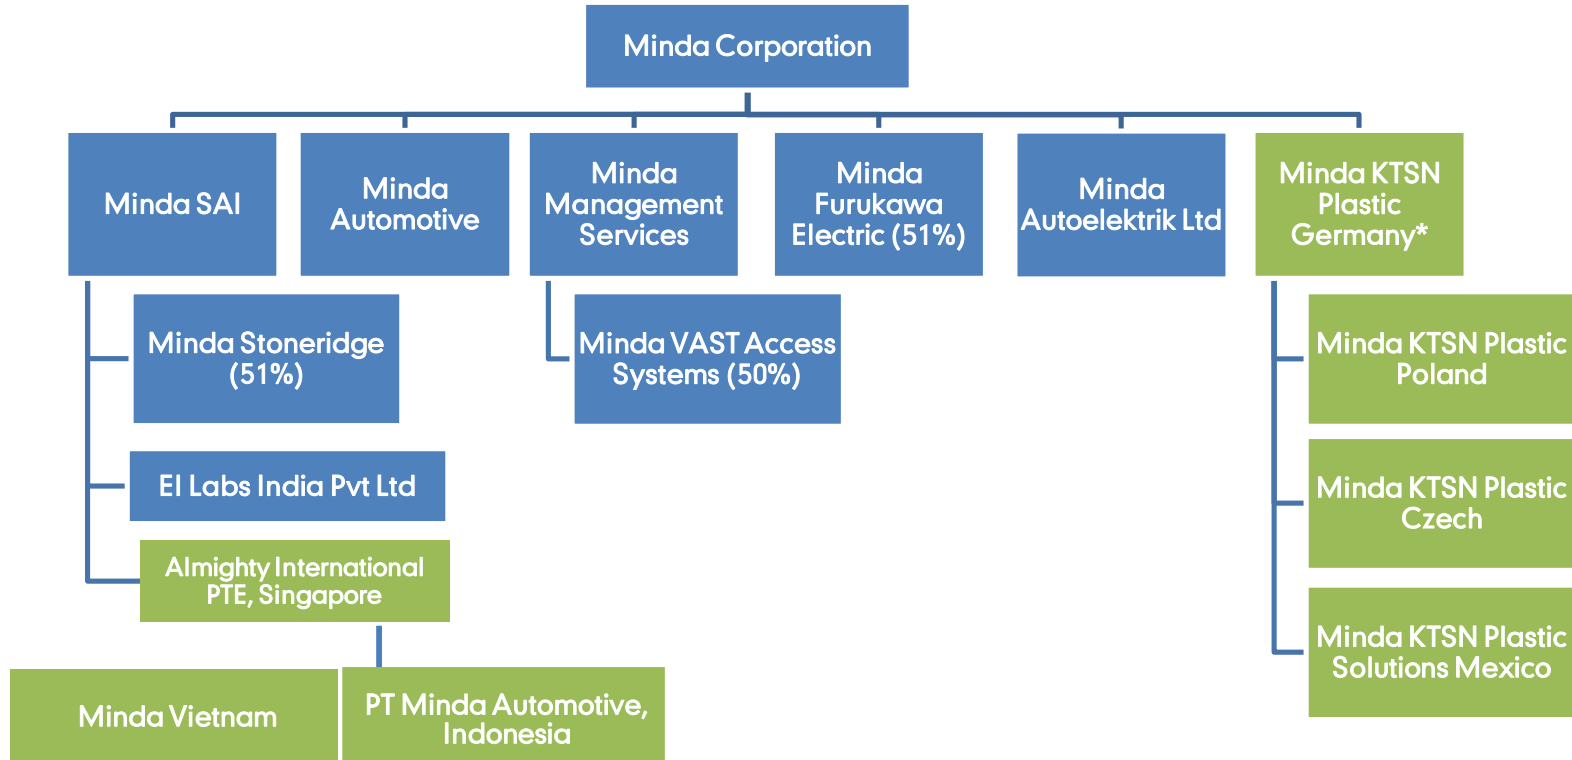 Minda Corporation
Minda SAI
Minda
Automotive
Minda
Management
Services
Minda
Furukawa
Electric (51%)
Minda
Autoelektrik Ltd
Minda KTSN
Plastic
Germany*
Minda Stoneridge
(51%)
Minda VAST Access
Systems (50%)
Minda KTSN Plastic
Poland
EI Labs India Pvt Ltd
Minda KTSN Plastic
Czech
Almighty International
PTE, Singapore
Minda KTSN Plastic
Solutions Mexico
Minda Vietnam
PT Minda Automotive,
Indonesia